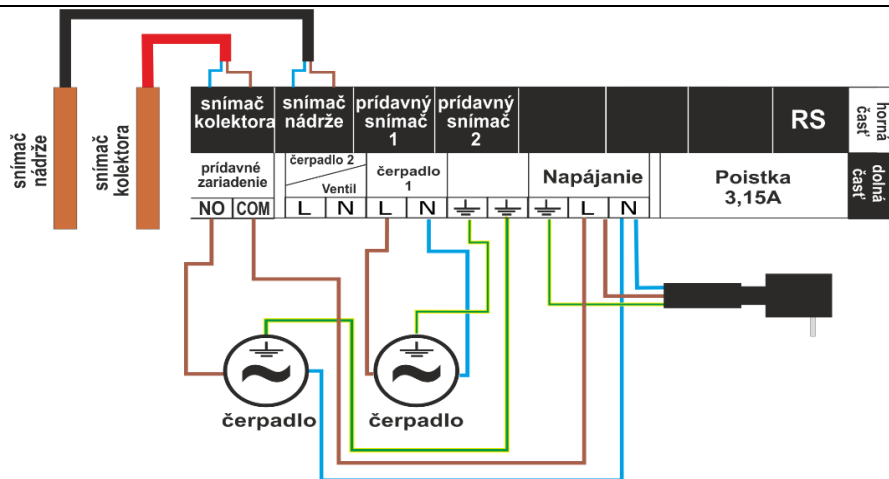 snímač
nádrže
snímač
kolektora
snímač
kolektora
snímač
nádrže
prídavný
snímač
1
prídavný
snímač
2
RS
horná
časť
prídavné
zariadenie
čerpadlo 2
Ventil
čerpadlo
1
Napájanie
Poistka
3,15A
dolná
časť
NO COM L N L N L N
čerpadlo
čerpadlo